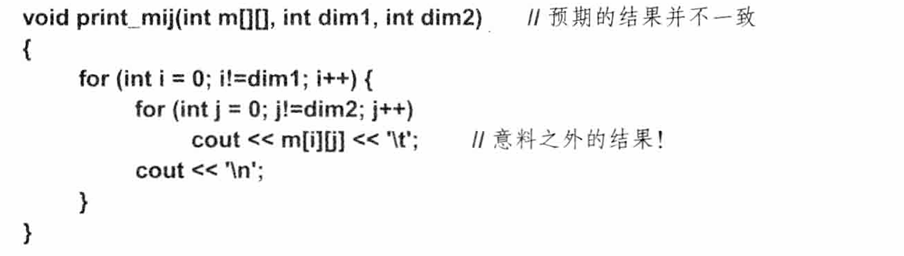 void print_mij(int m[][], int dim1, int dim2)     // 预期的结果并不一致
{
    for (int i = 0; i!=dim1; i++) {
        for (int j = 0; j!=dim2; j++)
            cout << m[i][j] << '\t';     // 意料之外的结果!
        cout << '\n';
    }
}